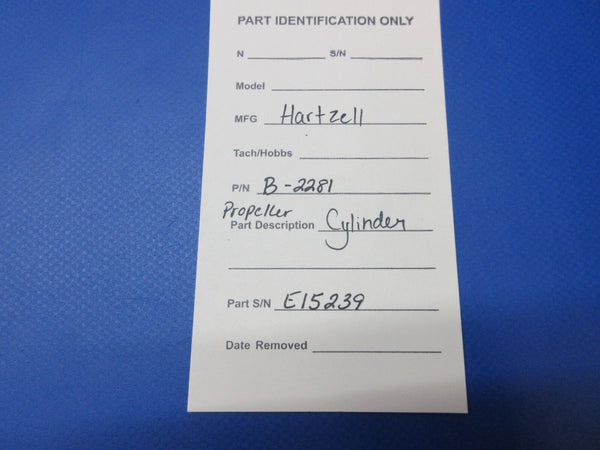 PART IDENTIFICATION ONLY
N S/N
Model
MFG Hartzell
Tach/Hobbs
P/N B-2281
Propeller
Part Description Cylinder
Part S/N E15239
Date Removed